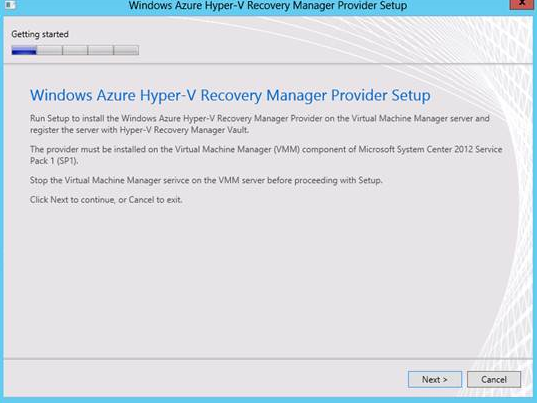 Windows Azure Hyper-V Recovery Manager Provider Setup
Getting started
Windows Azure Hyper-V Recovery Manager Provider Setup
Run Setup to install the Windows Azure Hyper-V Recovery Manager Provider on the Virtual Machine Manager server and
register the server with Hyper-V Recovery Manager Vault.
The provider must be installed on the Virtual Machine Manager (VMM) component of Microsoft System Center 2012 Service
Pack 1 (SP1).
Stop the Virtual Machine Manager serivce on the VMM server before proceeding with Setup.
Click Next to continue, or Cancel to exit.
Next >
Cancel